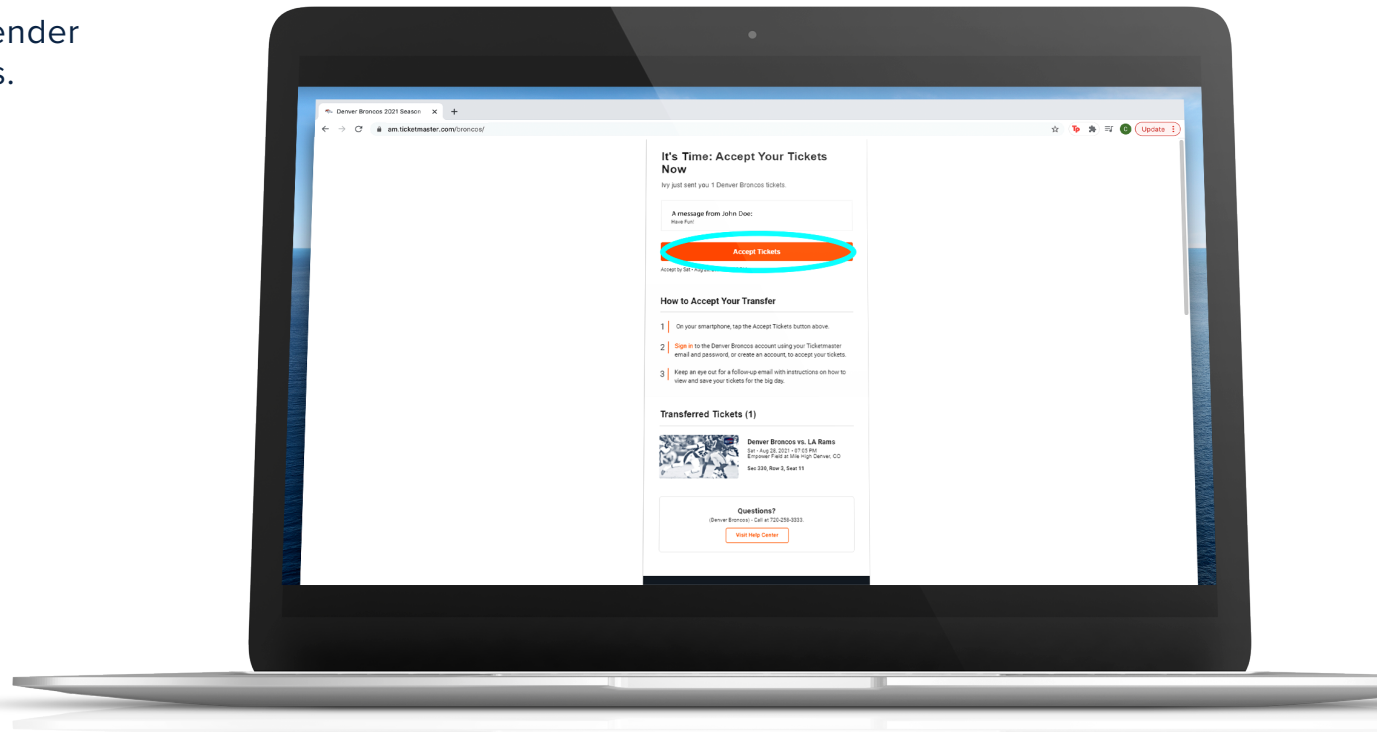 ender
s.
Denver Broncos 2021 Season
am.ticketmaster.com/broncos/
Tp
C
Update
It's Time: Accept Your Tickets
Now
Ivy just sent you 1 Denver Broncos tickets.
A message from John Doe:
Have Fun!
Accept Tickets
Accept by Sat - Aug
How to Accept Your Transfer
1 On your smartphone, tap the Accept Tickets button above.
2 Sign in to the Denver Broncos account using your Ticketmaster
email and password, or create an account, to accept your tickets.
3 Keep an eye out for a follow-up email with instructions on how to
view and save your tickets for the big day.
Transferred Tickets (1)
Denver Broncos vs. LA Rams
Sat - Aug 28, 2021 - 07:05 PM
Empower Field at Mile High Denver, CO
Sec 330, Row 3, Seat 11
Questions?
(Denver Broncos) - Call at 720-258-3333.
Visit Help Center